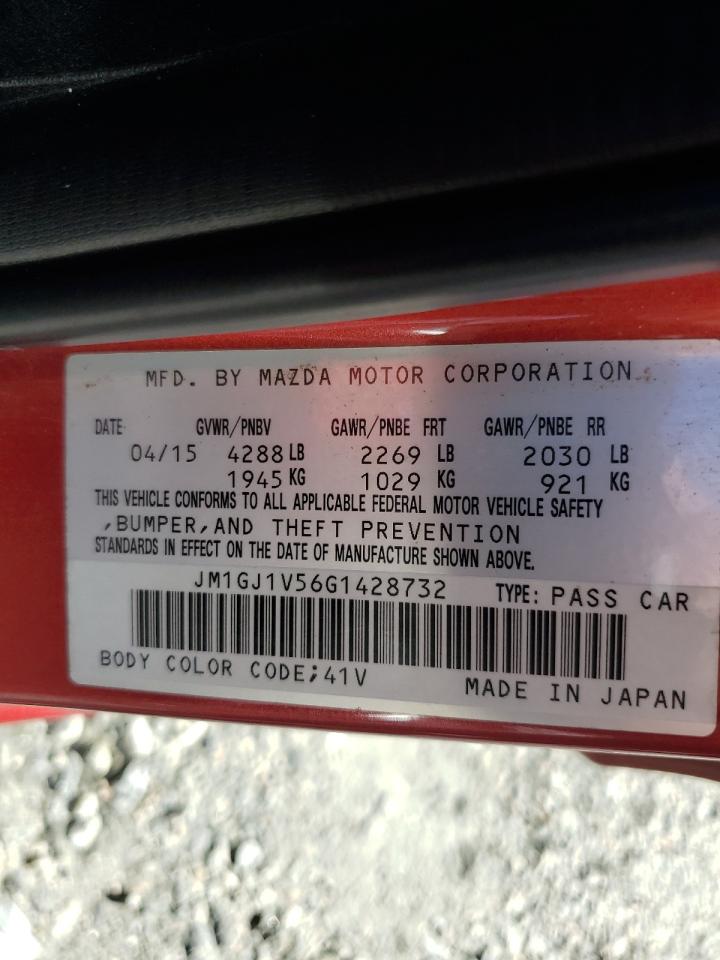 MFD. BY MAZDA MOTOR CORPORATION
DATE GVWR/PNBV GAWR/PNBE FRT GAWR/PNBE RR
04/15 4288 LB 2269 LB 2030 LB
1945 KG 1029 KG 921 KG
THIS VEHICLE CONFORMS TO ALL APPLICABLE FEDERAL MOTOR VEHICLE SAFETY
,BUMPER,AND THEFT PREVENTION
STANDARDS IN EFFECT ON THE DATE OF MANUFACTURE SHOWN ABOVE.
JM1GJ1V56G1428732 TYPE: PASS CAR
BODY COLOR CODE;41V MADE IN JAPAN